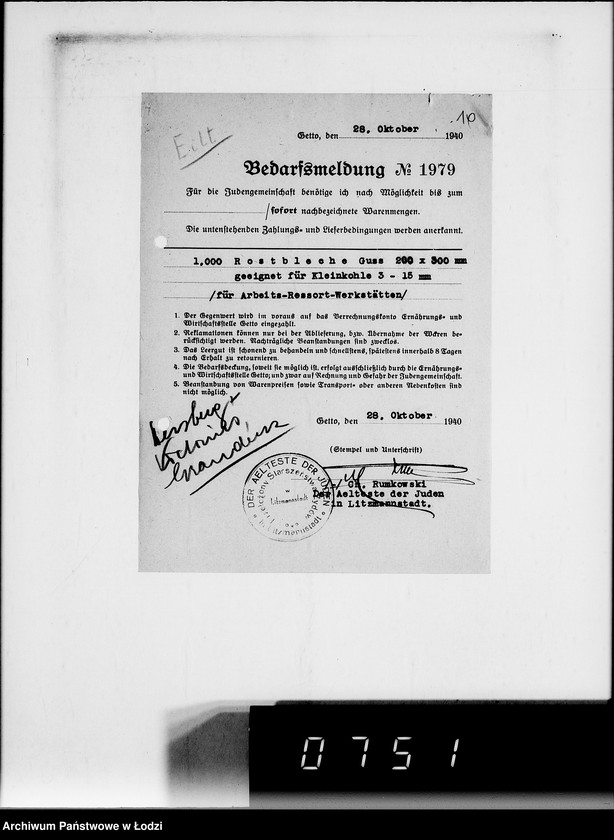 Eilt
10
Getto, den 28. Oktober 1940
Bedarfsmeldung № 1979
Für die Judengemeinschaft benötige ich nach Möglichkeit bis zum
/sofort nachbezeichnete Warenmengen.
Die untenstehenden Zahlungs- und Lieferbedingungen werden anerkannt.
1,000 Rostbleche Guss 200 x 300 mm
geeignet für Kleinkohle 3 - 15 mm
/für Arbeits-Ressort-Werkstätten/
1. Der Gegenwert wird im voraus auf das Verrechnungskonto Ernährungs- und
Wirtschaftsstelle Getto eingezahlt.
2. Reklamationen können nur bei der Ablieferung, bzw. Übernahme der Waren be-
rücksichtigt werden. Nachträgliche Beanstandungen sind zwecklos.
3. Das Leergut ist schonend zu behandeln und schnellstens, spätestens innerhalb 8 Tagen
nach Erhalt zu retournieren.
4. Die Bedarfsdeckung, soweit sie möglich ist, erfolgt ausschließlich durch die Ernährungs-
und Wirtschaftsstelle Getto; und zwar auf Rechnung und Gefahr der Judengemeinschaft.
5. Beanstandung von Warenpreisen sowie Transport- oder anderen Nebenkosten sind
nicht möglich.
Getto, den 28. Oktober 1940
(Stempel und Unterschrift)
Ch. Rumkowski
Der Aelteste der Juden
in Litzmannstadt.
DER AELTESTE DER JUDEN
in Litzmannstadt
Przełożony Starszeństwa Żydów
w
Litzmannstadt
0751
Archiwum Państwowe w Łodzi